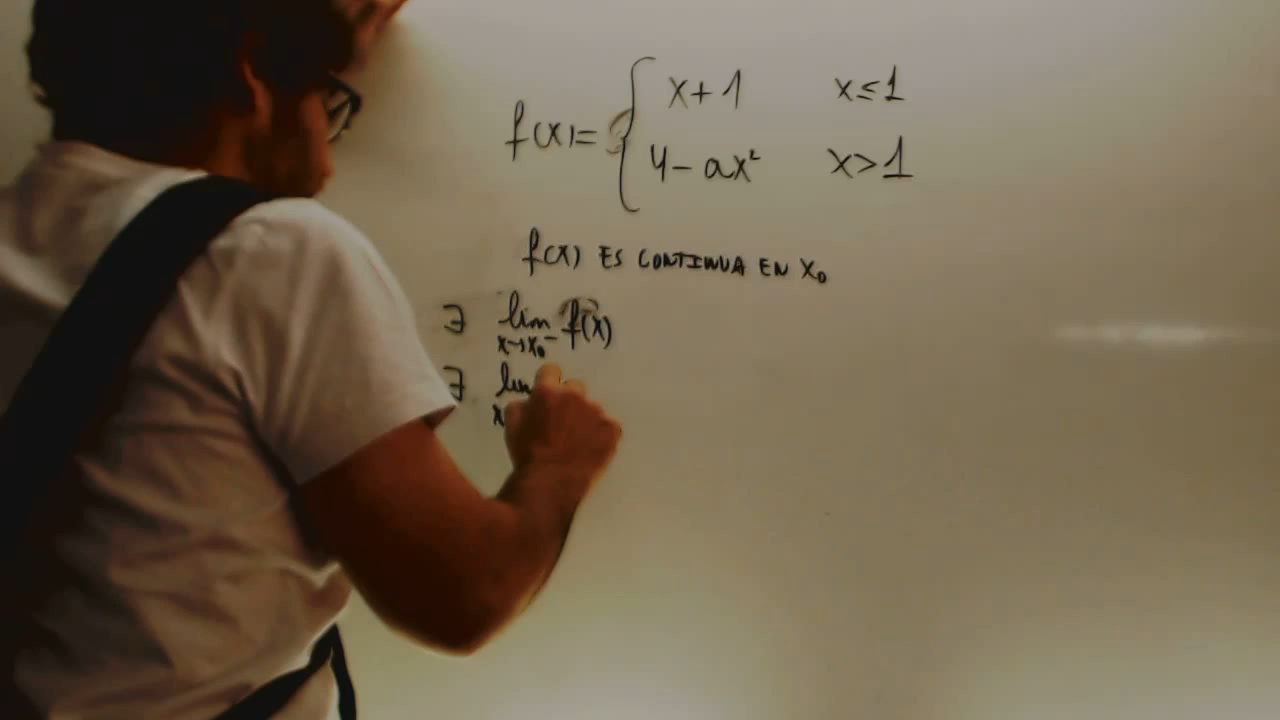 f(x)= { x+1 x≤1
4-ax² x>1
f(x) ES CONTINUA EN x₀
∃ lim f(x)
x→x₀⁻
∃ lim
x